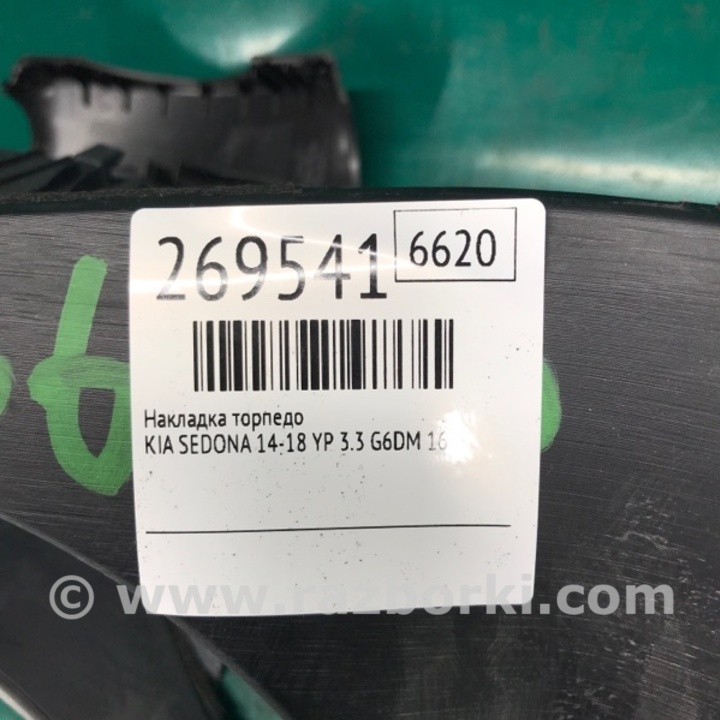 269541 6620
Накладка торпедо
KIA SEDONA 14-18 YP 3.3 G6DM 16
© www.razborki.com